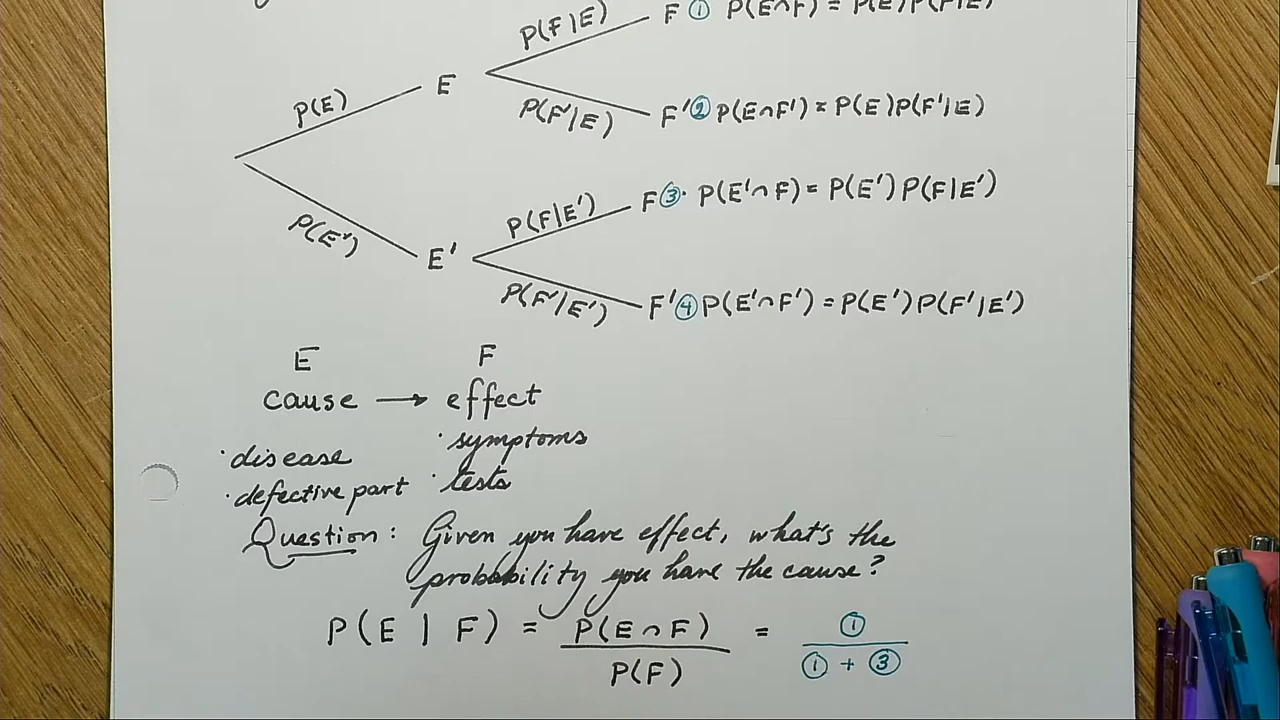 P(F|E) F ① P(E∩F) = P(E)P(F|E)
P(E) E
P(F'|E) F' ② P(E∩F') = P(E)P(F'|E)
P(F|E') F ③· P(E'∩F) = P(E')P(F|E')
P(E') E'
P(F'|E') F' ④ P(E'∩F') = P(E')P(F'|E')
E F
cause → effect
·disease ·symptoms
·defective part ·tests
Question: Given you have effect, what's the
probability you have the cause?
P(E | F) = P(E∩F) / P(F) = ① / ① + ③